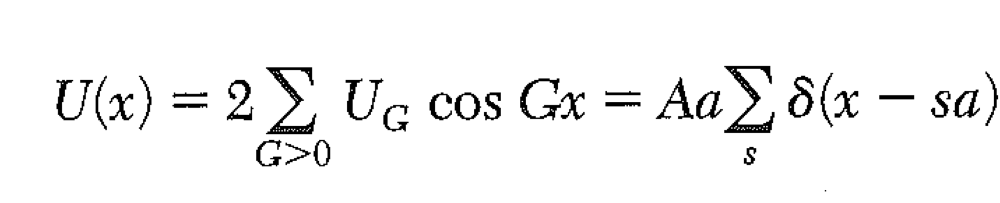 U(x) = 2∑_{G>0} U_G cos Gx = Aa∑_s δ(x − sa)